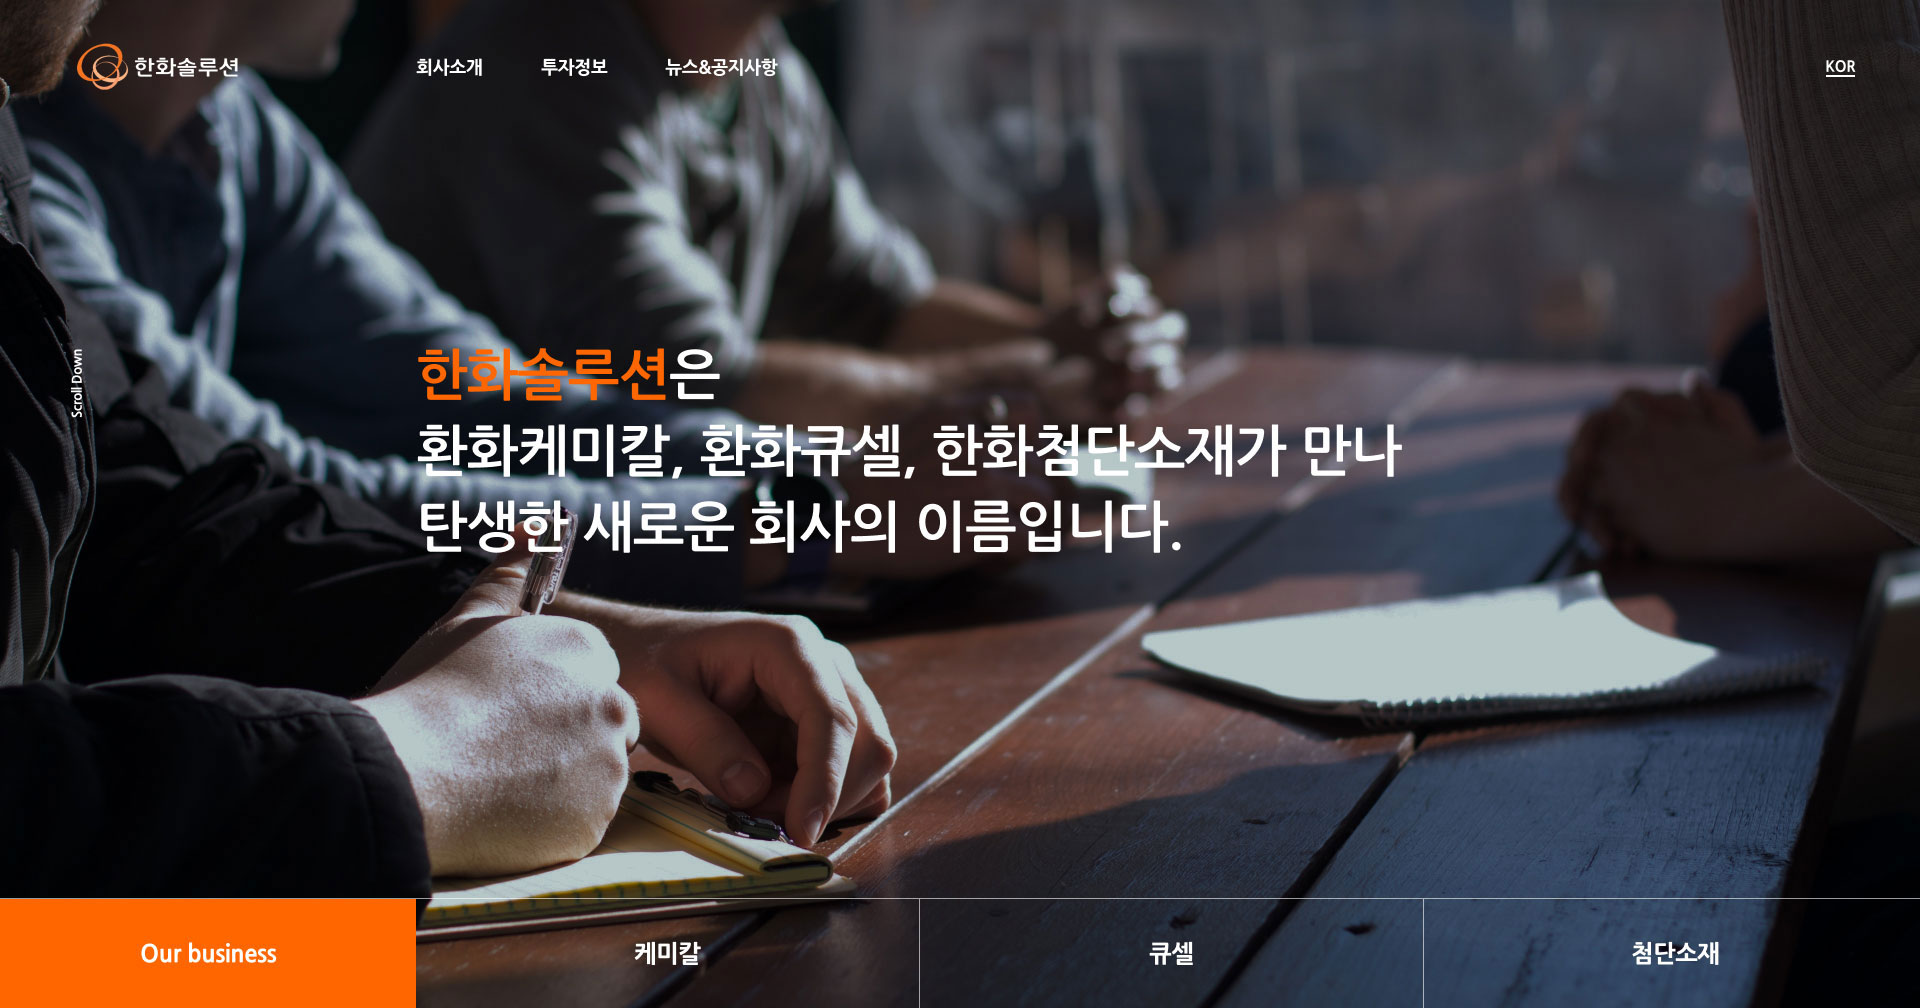 한화솔루션
회사소개
투자정보
뉴스&공지사항
KOR
Scroll Down
한화솔루션은
환화케미칼, 환화큐셀, 한화첨단소재가 만나
탄생한 새로운 회사의 이름입니다.
Our business
케미칼
큐셀
첨단소재